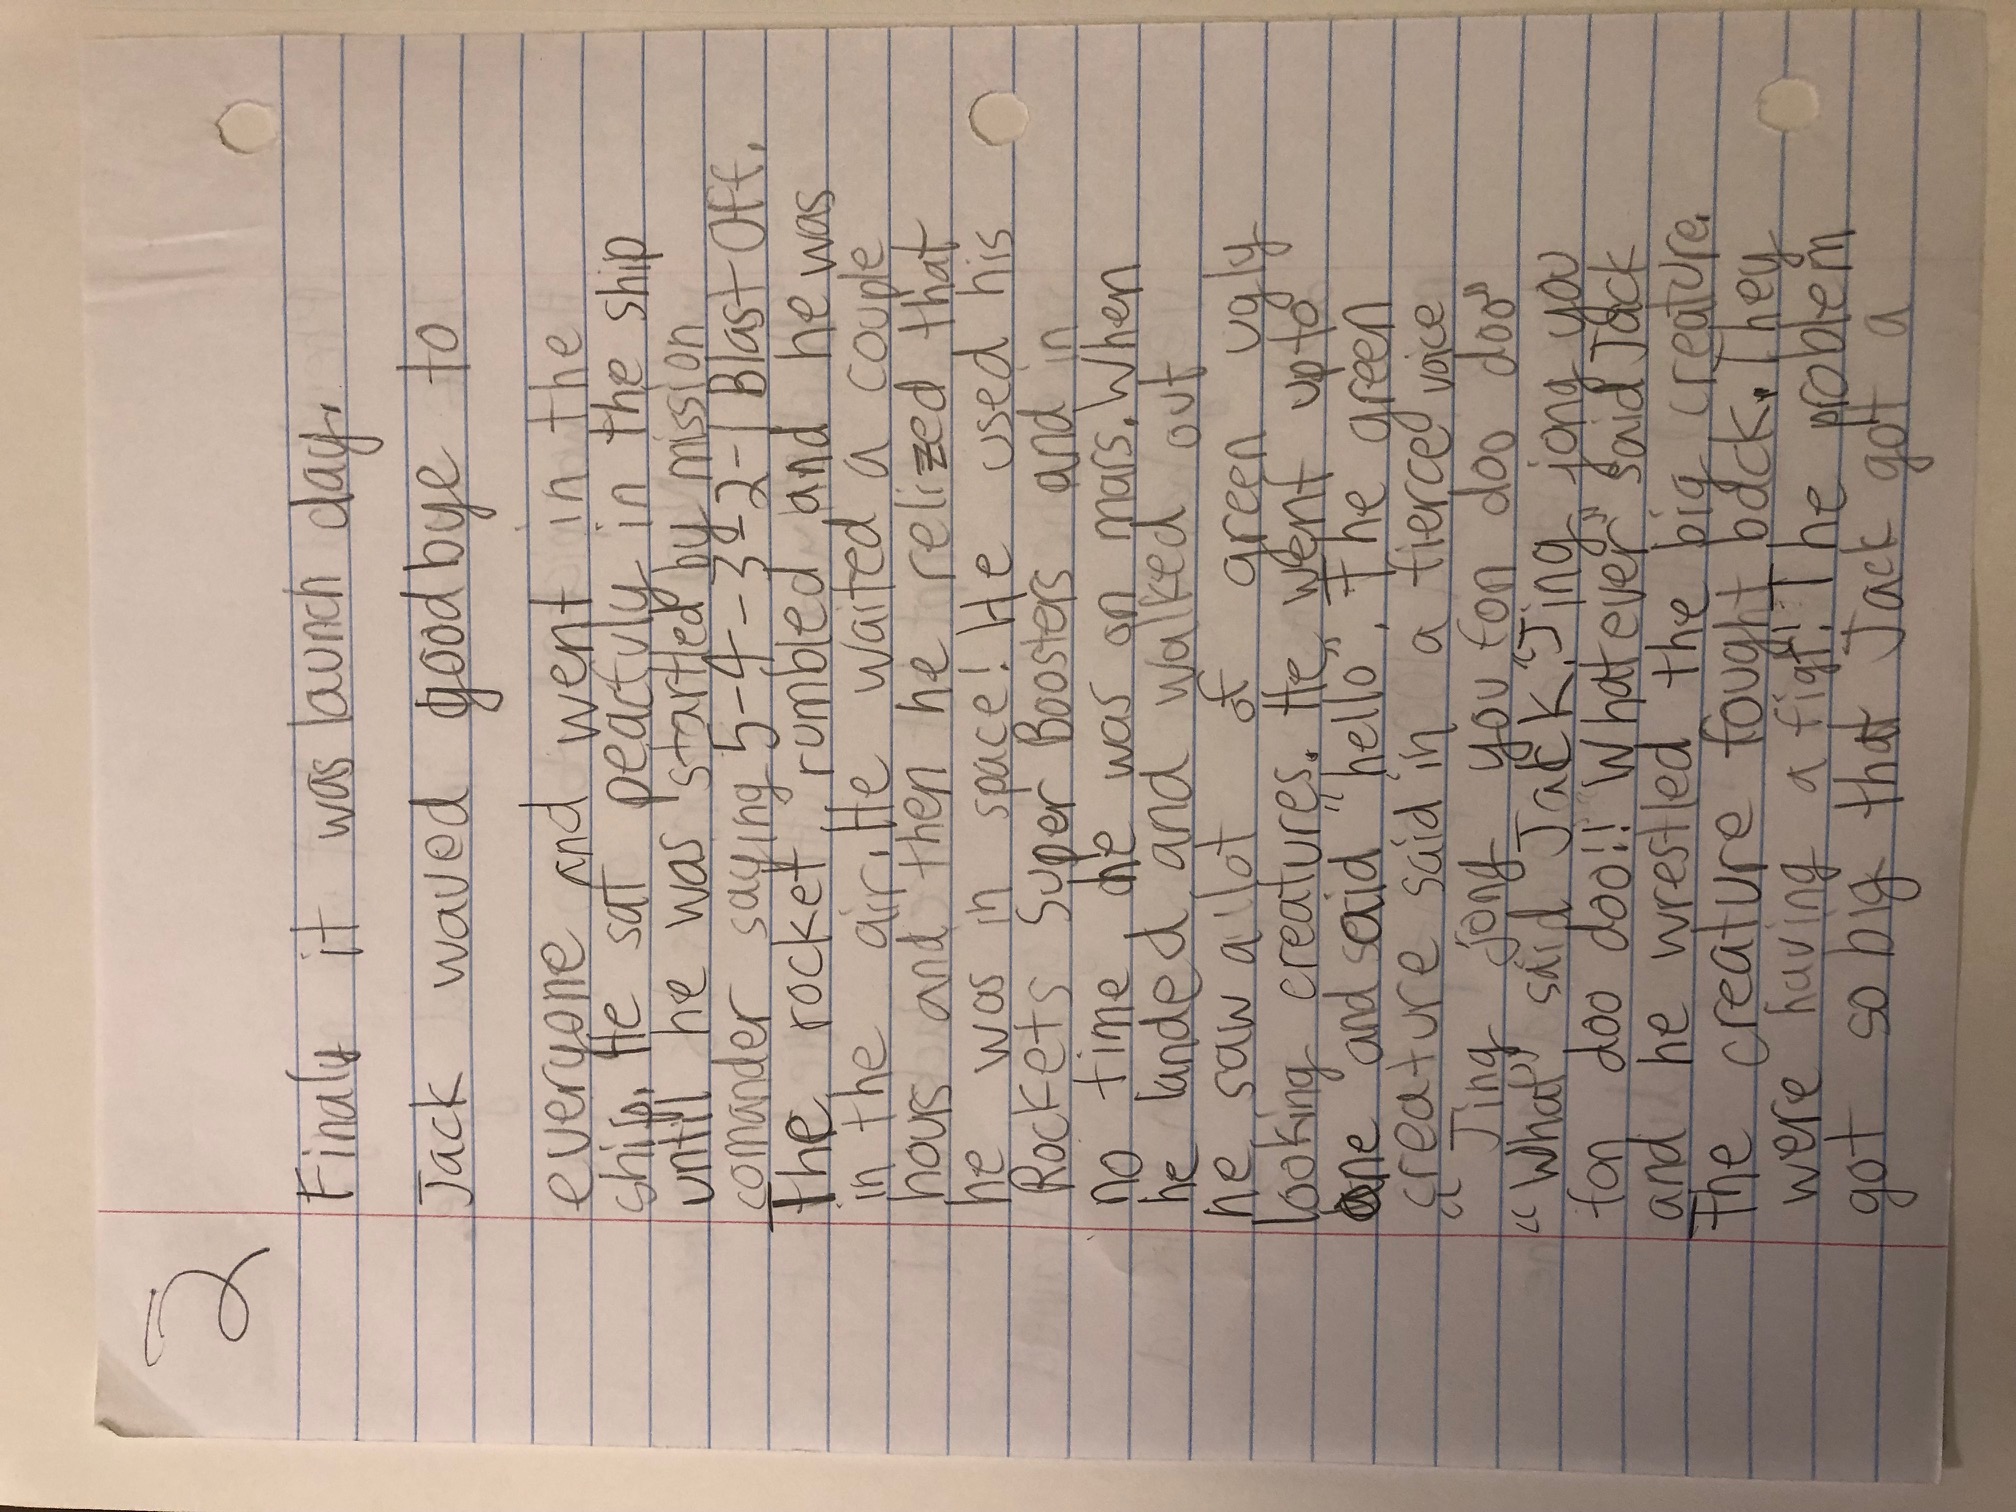 2
Finaly it was launch day.
Jack waved goodbye to
everyone and went in the
ship. He sat peacfuly in the ship
until he was startled by mission
comander saying 5-4-3-2-1 Blast Off.
The rocket rumbled and he was
in the air. He waited a couple
hours and then he relized that
he was in space! He used his
Rockets Super Boosters and in
no time he was on mars. When
he landed and walked out
he saw a lot of green ugly
looking creatures. He went up to
one and said "hello". The green
creature said in a fierce voice
"Jing jong you fon doo doo"
"What" said Jack. "Jing jong you
fon doo doo!! "Whatever" said Jack
and he wrestled the big creature.
The creature fought back. They
were having a figt! The problem
got so big that Jack got a